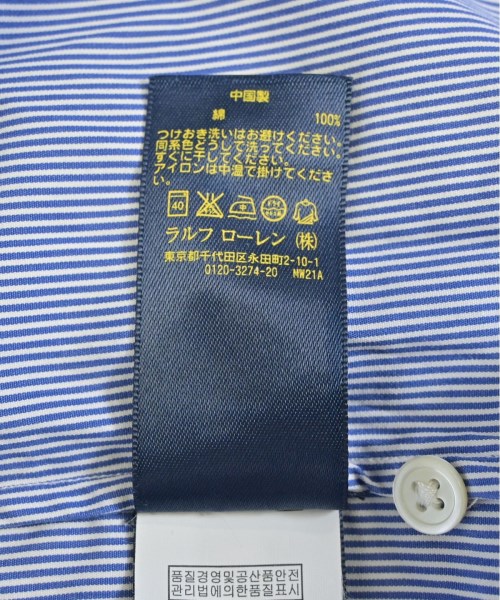 中国製
綿 100%
つけおき洗いはお避けください。
同系色どうしで洗ってください。
すぐに干してください。
アイロンは中温で掛けてくださ
い。
40 中 ドライ
ラルフ ローレン (株)
東京都千代田区永田町2-10-1
0120-3274-20 MW21A
품질경영및공산품안전
관리법에의한품질표시